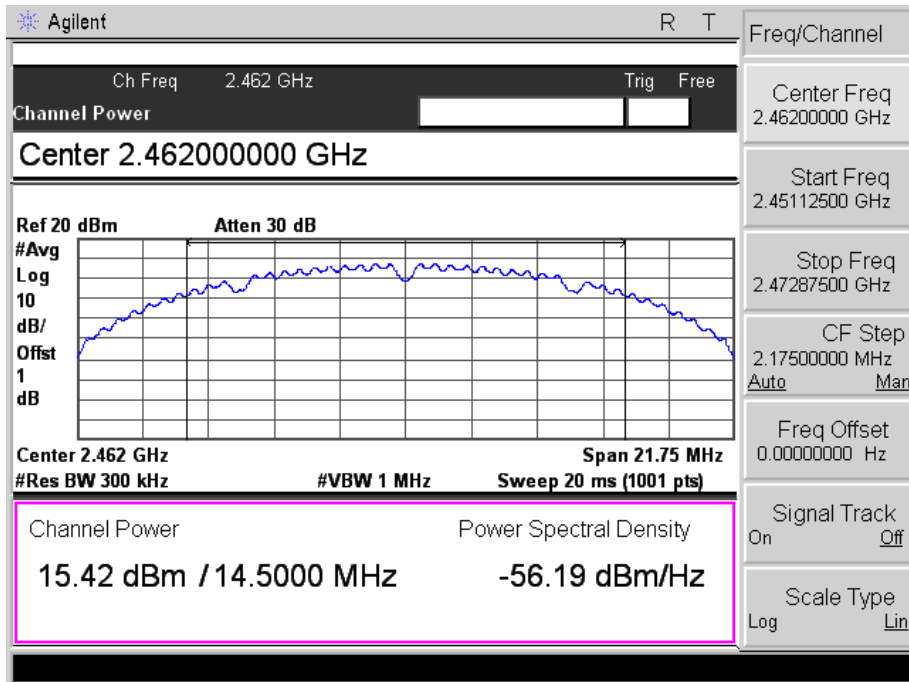 Agilent R T
Ch Freq 2.462 GHz Trig Free
Channel Power
Center 2.462000000 GHz
Ref 20 dBm Atten 30 dB
#Avg
Log
10
dB/
Offst
1
dB
Center 2.462 GHz Span 21.75 MHz
#Res BW 300 kHz #VBW 1 MHz Sweep 20 ms (1001 pts)
Channel Power Power Spectral Density
15.42 dBm / 14.5000 MHz -56.19 dBm/Hz
Freq/Channel
Center Freq
2.46200000 GHz
Start Freq
2.45112500 GHz
Stop Freq
2.47287500 GHz
CF Step
2.17500000 MHz
Auto Man
Freq Offset
0.00000000 Hz
Signal Track
On Off
Scale Type
Log Lin